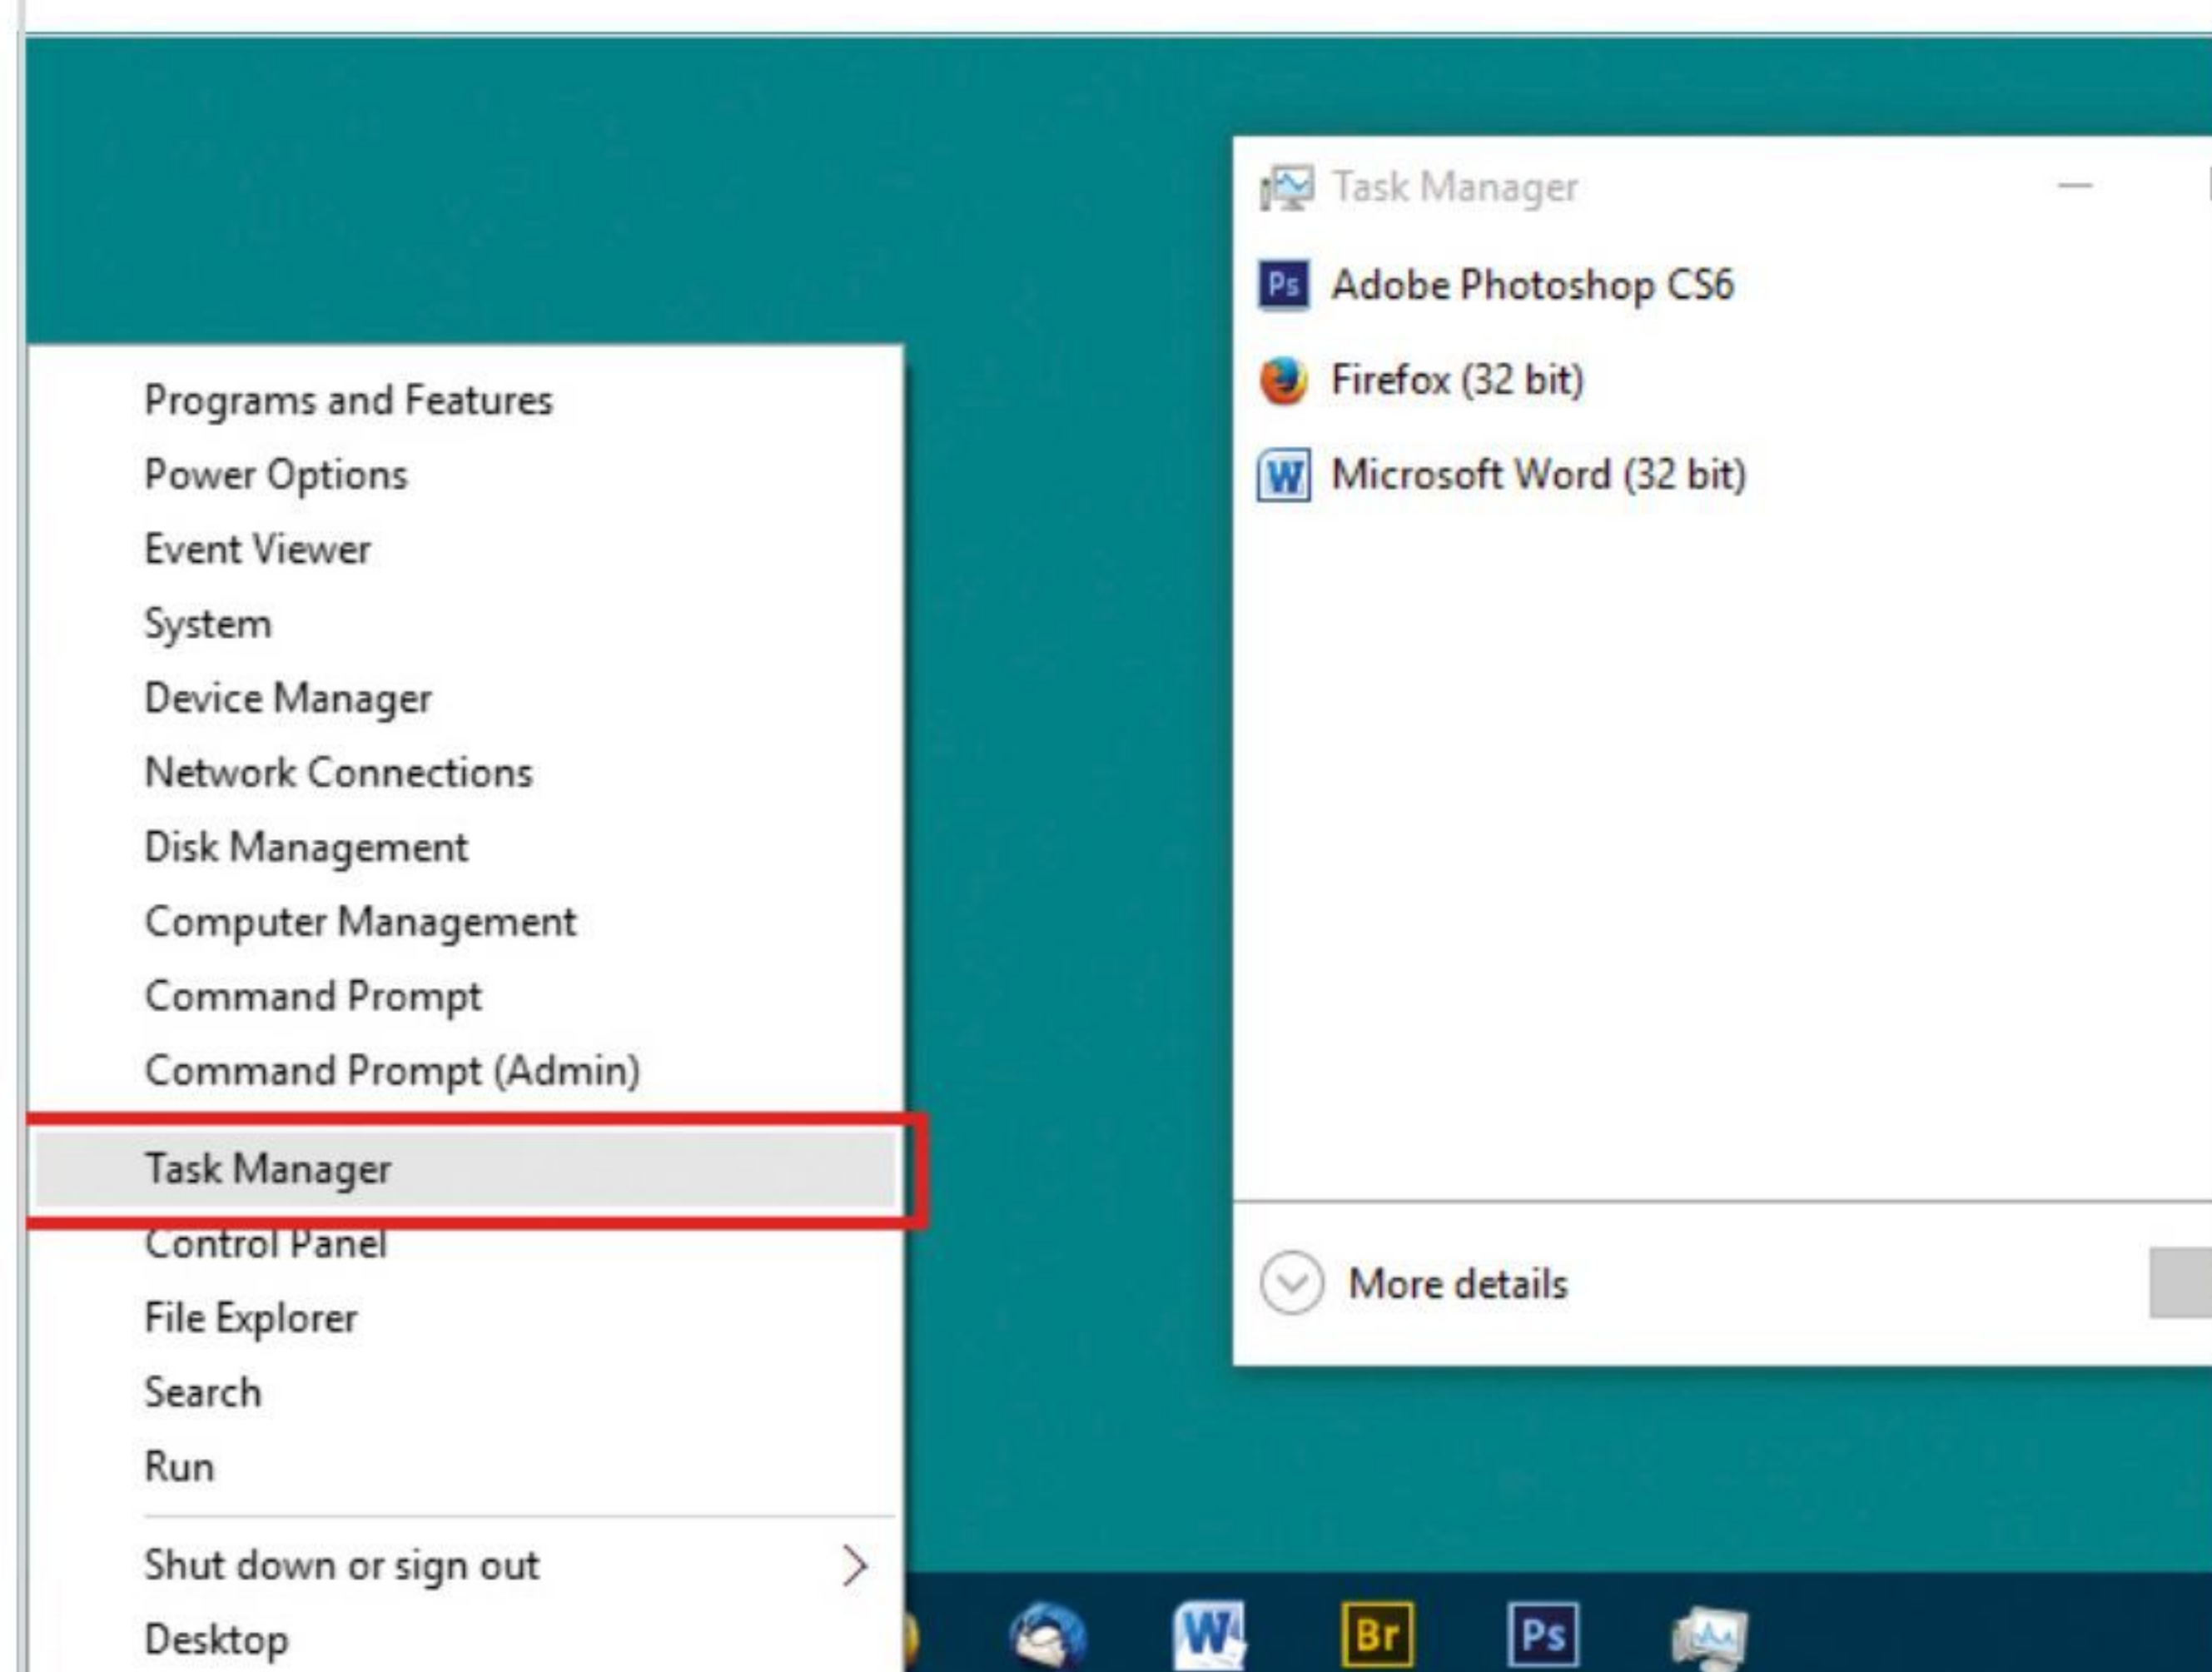 Task Manager
Ps Adobe Photoshop CS6
Firefox (32 bit)
W Microsoft Word (32 bit)
More details
Programs and Features
Power Options
Event Viewer
System
Device Manager
Network Connections
Disk Management
Computer Management
Command Prompt
Command Prompt (Admin)
Task Manager
Control Panel
File Explorer
Search
Run
Shut down or sign out
Desktop
W Br Ps